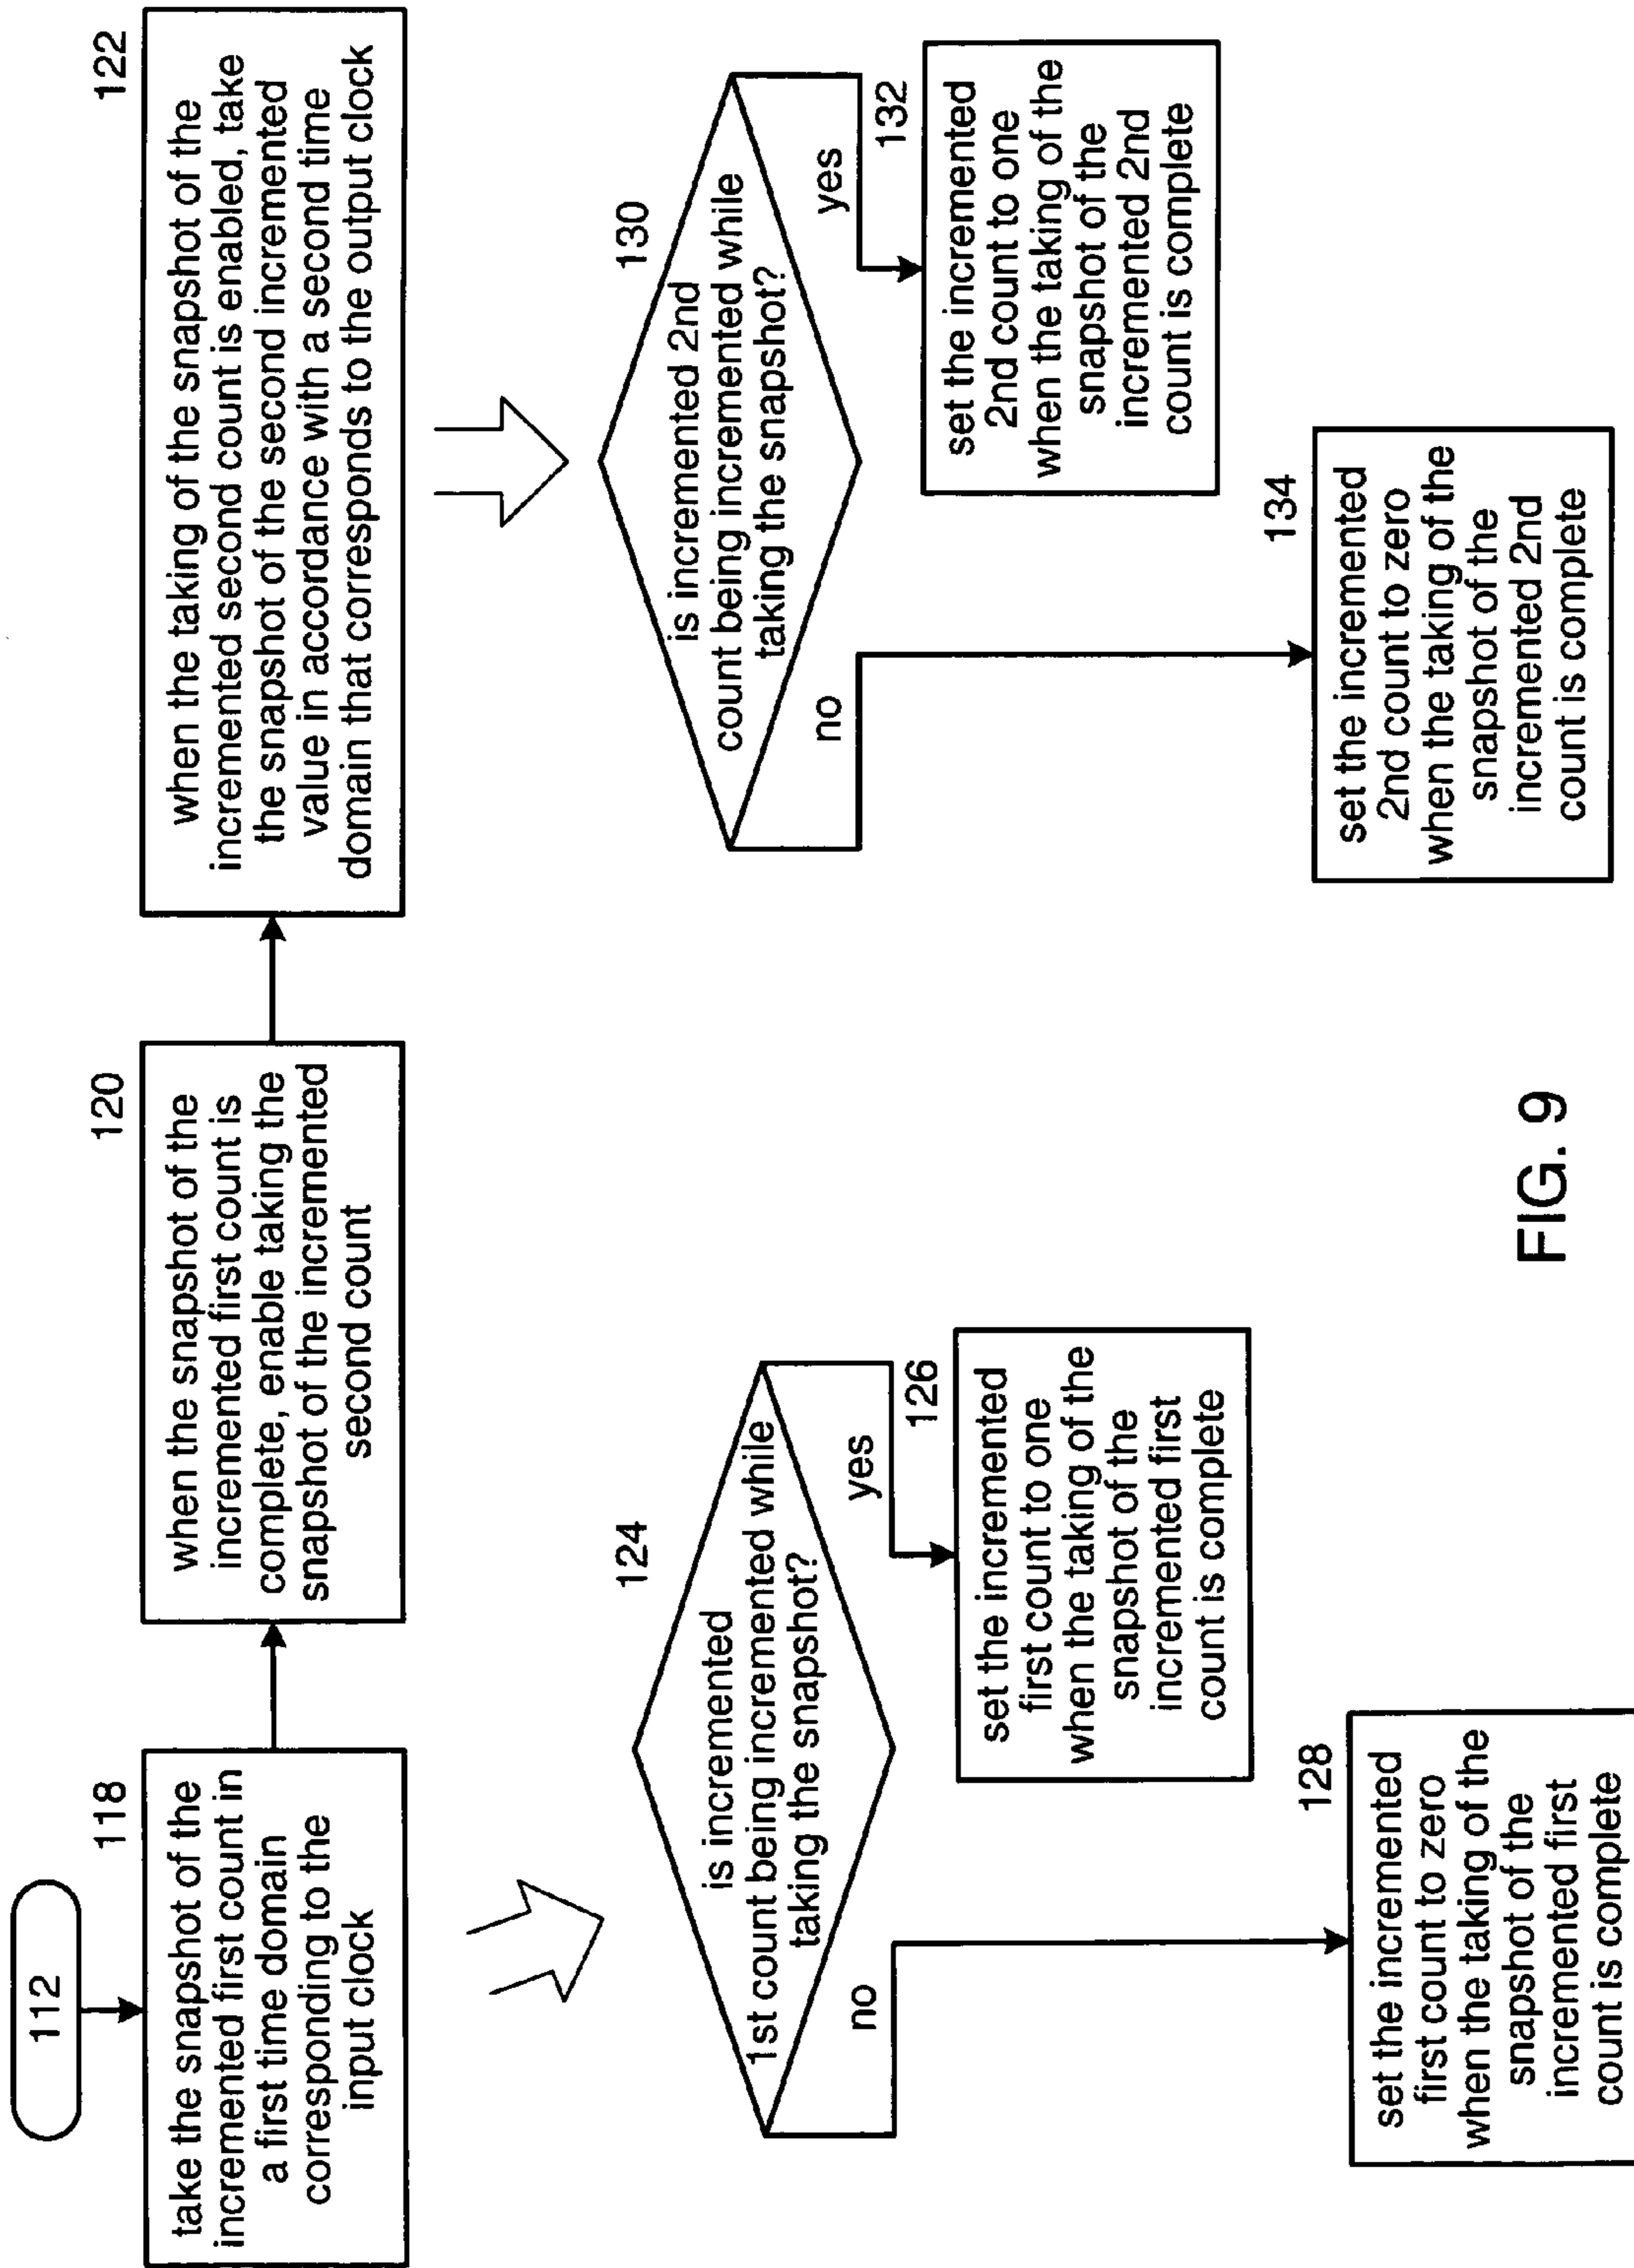 112
118
take the snapshot of the
incremented first count in
a first time domain
corresponding to the
input clock
120
when the snapshot of the
incremented first count is
complete, enable taking the
snapshot of the incremented
second count
122
when the taking of the snapshot of the
incremented second count is enabled, take
the snapshot of the second incremented
value in accordance with a second time
domain that corresponds to the output clock
124
is incremented
1st count being incremented while
taking the snapshot?
yes
126
set the incremented
first count to one
when the taking of the
snapshot of the
incremented first
count is complete
no
128
set the incremented
first count to zero
when the taking of the
snapshot of the
incremented first
count is complete
130
is incremented 2nd
count being incremented while
taking the snapshot?
yes
132
set the incremented
2nd count to one
when the taking of the
snapshot of the
incremented 2nd
count is complete
no
134
set the incremented
2nd count to zero
when the taking of the
snapshot of the
incremented 2nd
count is complete
FIG. 9